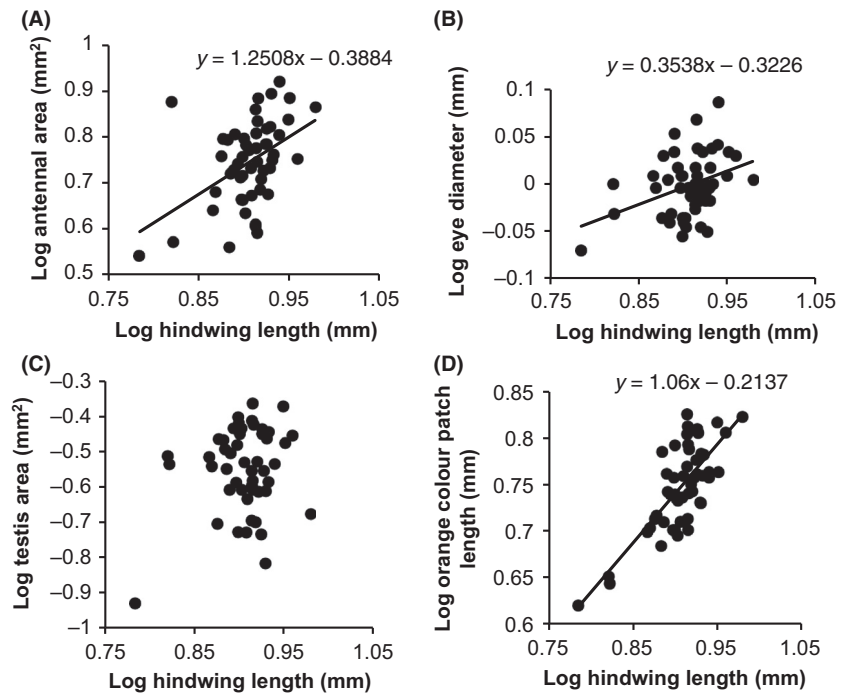 (A)
y = 1.2508x – 0.3884
Log antennal area (mm²)
1
0.9
0.8
0.7
0.6
0.5
0.75 0.85 0.95 1.05
Log hindwing length (mm)
(B)
y = 0.3538x – 0.3226
Log eye diameter (mm)
0.1
0.05
0
–0.05
–0.1
0.75 0.85 0.95 1.05
Log hindwing length (mm)
(C)
Log testis area (mm²)
–0.3
–0.4
–0.5
–0.6
–0.7
–0.8
–0.9
–1
0.75 0.85 0.95 1.05
Log hindwing length (mm)
(D)
y = 1.06x – 0.2137
Log orange colour patch
length (mm)
0.85
0.8
0.75
0.7
0.65
0.6
0.75 0.85 0.95 1.05
Log hindwing length (mm)